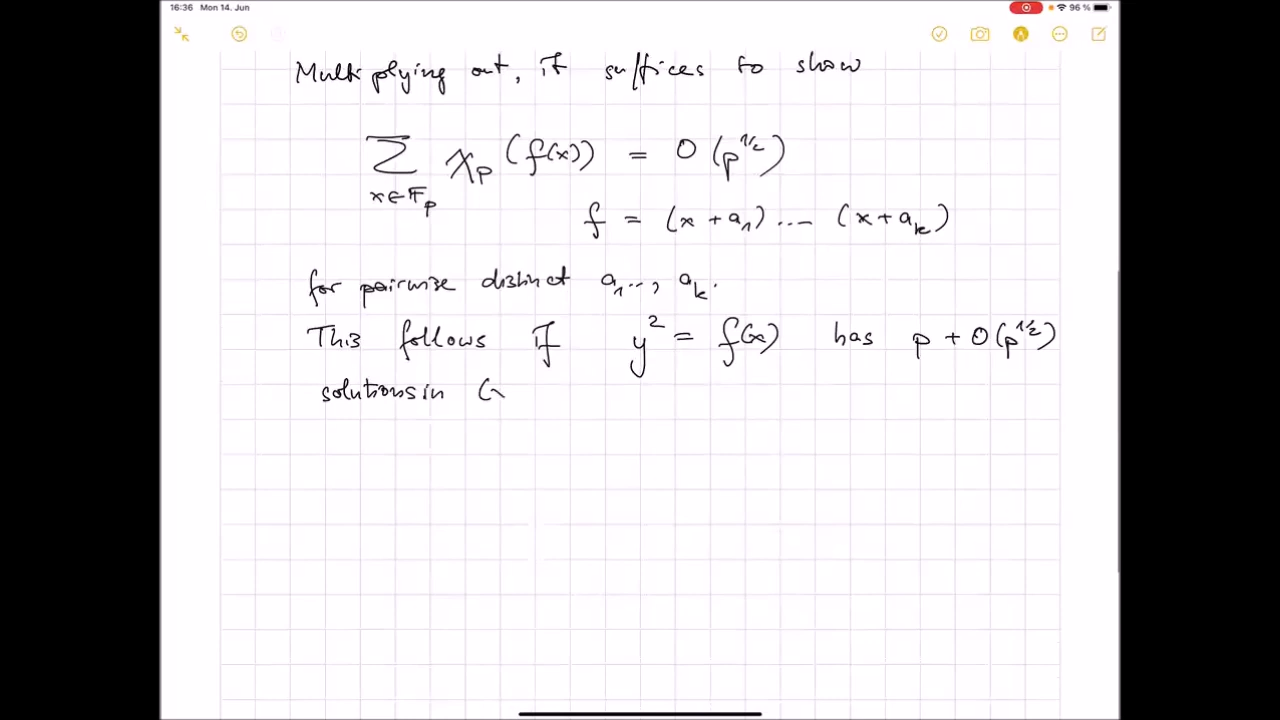 16:36 Mon 14. Jun
96 %
Multiplying out, it suffices to show
∑ χ_p (f(x)) = O (p^{1/2})
x ∈ 𝔽_p
f = (x + a_1) ... (x + a_k)
for pairwise distinct a_1 .., a_k.
This follows if y^2 = f(x) has p + O(p^{1/2})
solutions in (